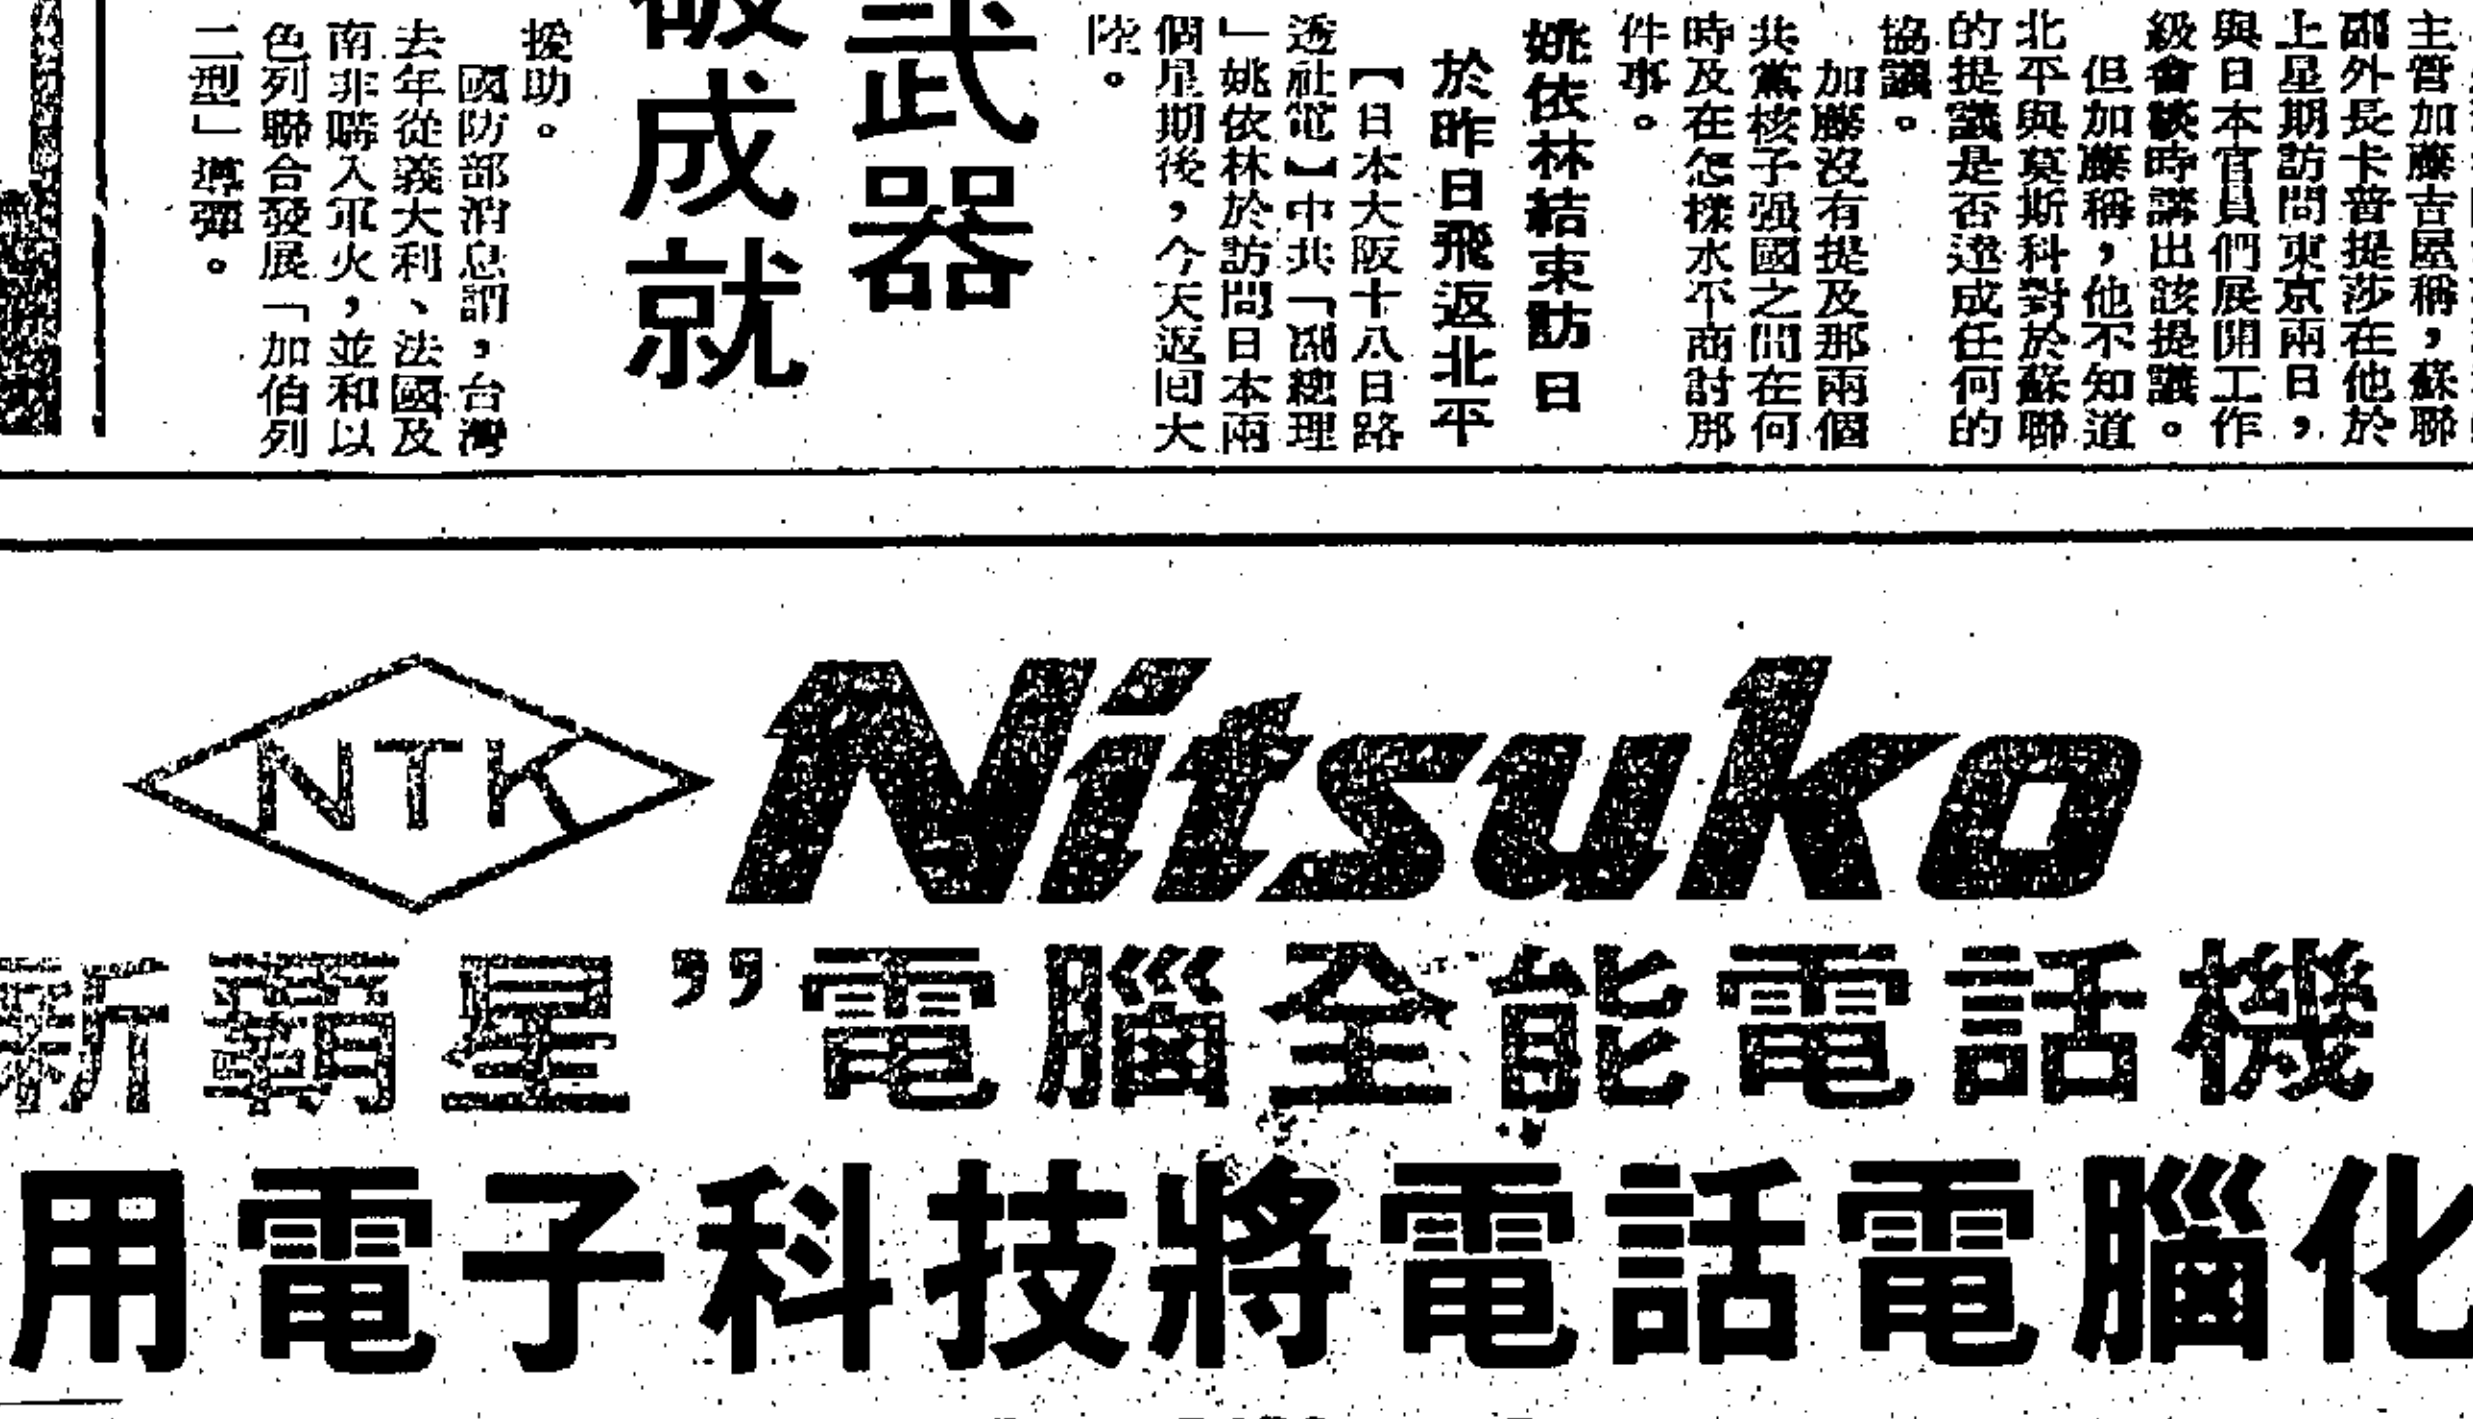 主管加藤吉屋稱，蘇聯
副外長卡普提莎在他於
上星期訪問東京兩日，
與日本官員們展開工作
級會談時講出該提議。
但加藤稱，他不知道
北平與莫斯科對於蘇聯
的提議是否達成任何的
協議。
加藤沒有提及那兩個
共黨核子强國之間在何
時及在怎樣水平商討那
件事。
姚依林結束訪日
於昨日飛返北平
【日本大阪十八日路
透社電】中共「副總理
」姚依林於訪問日本兩
個星期後，今天返回大
陸。
武器
成就
援助。
國防部消息謂，台灣
去年從義大利、法國及
南非購入軍火，並和以
色列聯合發展「加伯列
二型」導彈。
NTK Nitsuko
新霸星”電腦全能電話機
用電子科技將電話電腦化